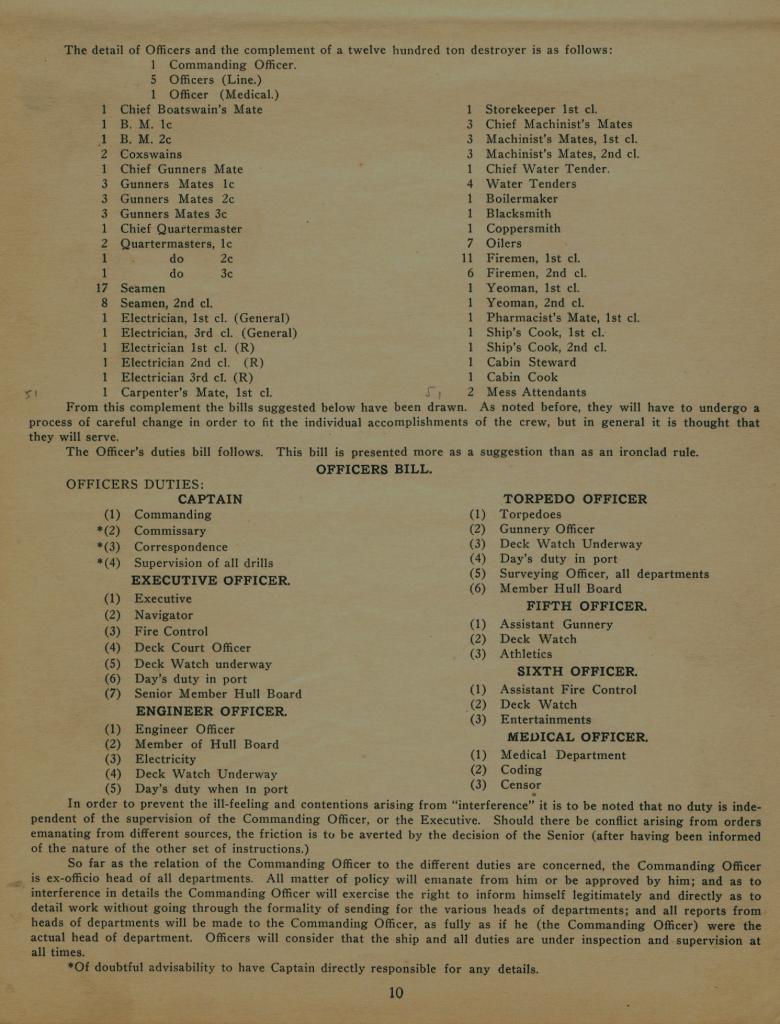 The detail of Officers and the complement of a twelve hundred ton destroyer is as follows:
1 Commanding Officer.
5 Officers (Line.)
1 Officer (Medical.)
1 Chief Boatswain's Mate
1 B. M. 1c
1 B. M. 2c
2 Coxswains
1 Chief Gunners Mate
3 Gunners Mates 1c
3 Gunners Mates 2c
3 Gunners Mates 3c
1 Chief Quartermaster
2 Quartermasters, 1c
1 do 2c
1 do 3c
17 Seamen
8 Seamen, 2nd cl.
1 Electrician, 1st cl. (General)
1 Electrician, 3rd cl. (General)
1 Electrician 1st cl. (R)
1 Electrician 2nd cl. (R)
1 Electrician 3rd cl. (R)
51 1 Carpenter's Mate, 1st cl.
1 Storekeeper 1st cl.
3 Chief Machinist's Mates
3 Machinist's Mates, 1st cl.
3 Machinist's Mates, 2nd cl.
1 Chief Water Tender.
4 Water Tenders
1 Boilermaker
1 Blacksmith
1 Coppersmith
7 Oilers
11 Firemen, 1st cl.
6 Firemen, 2nd cl.
1 Yeoman, 1st cl.
1 Yeoman, 2nd cl.
1 Pharmacist's Mate, 1st cl.
1 Ship's Cook, 1st cl.
1 Ship's Cook, 2nd cl.
1 Cabin Steward
1 Cabin Cook
51 2 Mess Attendants
From this complement the bills suggested below have been drawn. As noted before, they will have to undergo a
process of careful change in order to fit the individual accomplishments of the crew, but in general it is thought that
they will serve.
The Officer's duties bill follows. This bill is presented more as a suggestion than as an ironclad rule.
OFFICERS BILL.
OFFICERS DUTIES:
CAPTAIN
(1) Commanding
*(2) Commissary
*(3) Correspondence
*(4) Supervision of all drills
EXECUTIVE OFFICER.
(1) Executive
(2) Navigator
(3) Fire Control
(4) Deck Court Officer
(5) Deck Watch underway
(6) Day's duty in port
(7) Senior Member Hull Board
ENGINEER OFFICER.
(1) Engineer Officer
(2) Member of Hull Board
(3) Electricity
(4) Deck Watch Underway
(5) Day's duty when in port
TORPEDO OFFICER
(1) Torpedoes
(2) Gunnery Officer
(3) Deck Watch Underway
(4) Day's duty in port
(5) Surveying Officer, all departments
(6) Member Hull Board
FIFTH OFFICER.
(1) Assistant Gunnery
(2) Deck Watch
(3) Athletics
SIXTH OFFICER.
(1) Assistant Fire Control
(2) Deck Watch
(3) Entertainments
MEDICAL OFFICER.
(1) Medical Department
(2) Coding
(3) Censor
In order to prevent the ill-feeling and contentions arising from "interference" it is to be noted that no duty is inde-
pendent of the supervision of the Commanding Officer, or the Executive. Should there be conflict arising from orders
emanating from different sources, the friction is to be averted by the decision of the Senior (after having been informed
of the nature of the other set of instructions.)
So far as the relation of the Commanding Officer to the different duties are concerned, the Commanding Officer
is ex-officio head of all departments. All matter of policy will emanate from him or be approved by him; and as to
interference in details the Commanding Officer will exercise the right to inform himself legitimately and directly as to
detail work without going through the formality of sending for the various heads of departments; and all reports from
heads of departments will be made to the Commanding Officer, as fully as if he (the Commanding Officer) were the
actual head of department. Officers will consider that the ship and all duties are under inspection and supervision at
all times.
*Of doubtful advisability to have Captain directly responsible for any details.
10